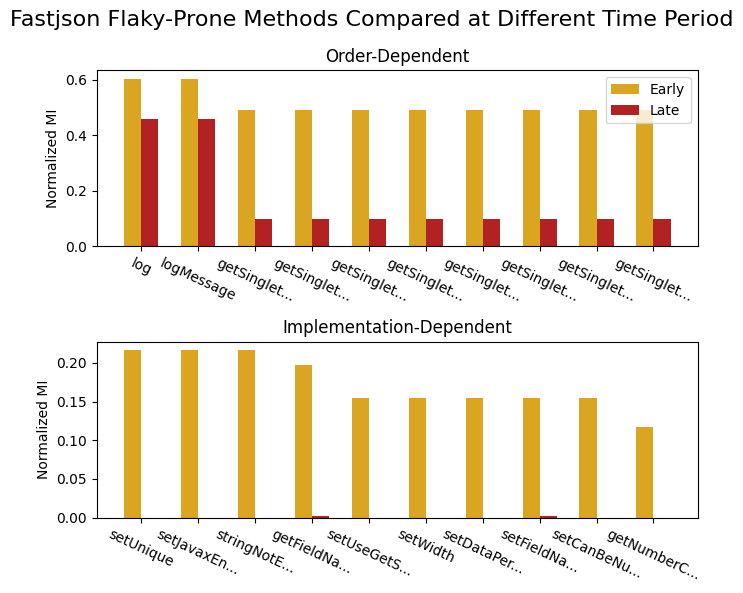 Fastjson Flaky-Prone Methods Compared at Different Time Period
Order-Dependent
Early
Late
Normalized MI
0.6
0.4
0.2
0.0
log
logMessage
getSinglet...
getSinglet...
getSinglet...
getSinglet...
getSinglet...
getSinglet...
getSinglet...
getSinglet...
Implementation-Dependent
Normalized MI
0.20
0.15
0.10
0.05
0.00
setUnique
setJavaxEn...
stringNotE...
getFieldNa...
setUseGetS...
setWidth
setDataPer...
setFieldNa...
setCanBeNu...
getNumberC...